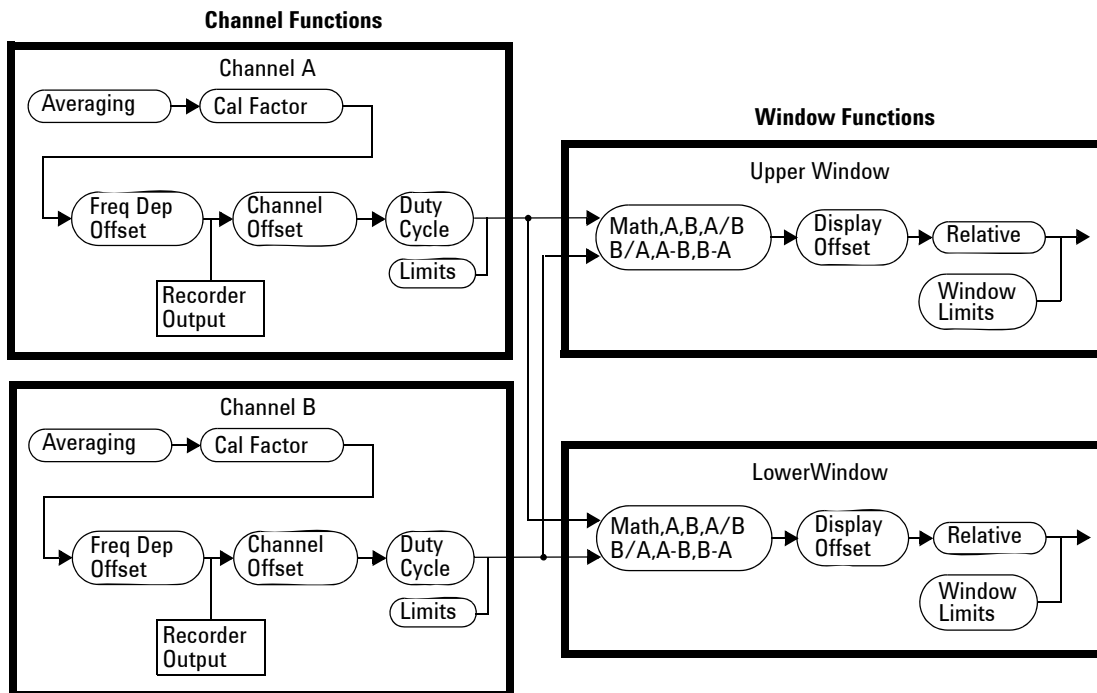 Channel Functions
Channel A
Averaging
Cal Factor
Freq Dep
Offset
Channel
Offset
Duty
Cycle
Limits
Recorder
Output
Channel B
Averaging
Cal Factor
Freq Dep
Offset
Channel
Offset
Duty
Cycle
Limits
Recorder
Output
Window Functions
Upper Window
Math,A,B,A/B
B/A,A-B,B-A
Display
Offset
Relative
Window
Limits
LowerWindow
Math,A,B,A/B
B/A,A-B,B-A
Display
Offset
Relative
Window
Limits